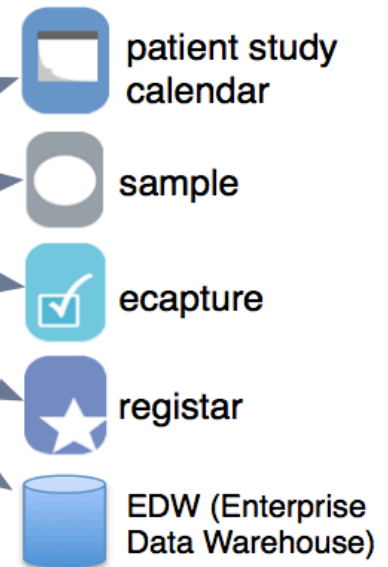 patient study
calendar
sample
ecapture
registar
EDW (Enterprise
Data Warehouse)